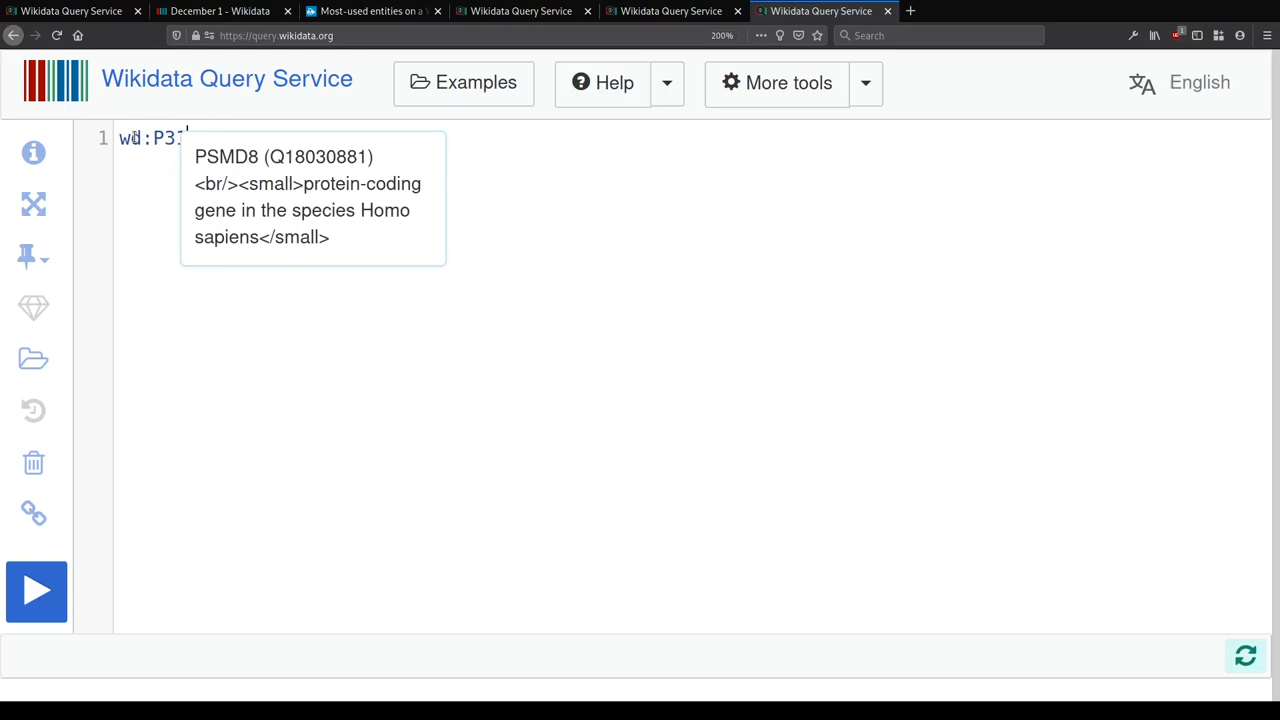 Wikidata Query Service
December 1 - Wikidata
Most-used entities on a
Wikidata Query Service
Wikidata Query Service
Wikidata Query Service
https://query.wikidata.org
200%
Search
Wikidata Query Service
Examples
Help
More tools
English
1
wd:P31
PSMD8 (Q18030881)
<br/><small>protein-coding
gene in the species Homo
sapiens</small>